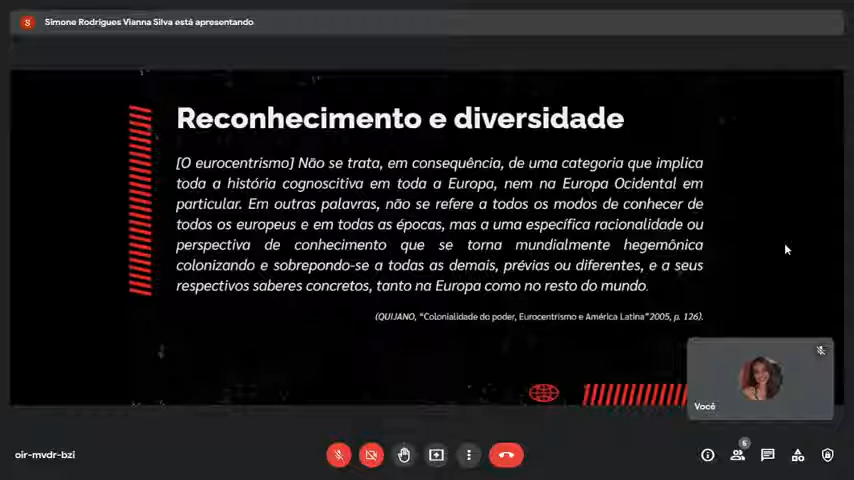 S Simone Rodrigues Vianna Silva está apresentando
Reconhecimento e diversidade
[O eurocentrismo] Não se trata, em consequência, de uma categoria que implica
toda a história cognoscitiva em toda a Europa, nem na Europa Ocidental em
particular. Em outras palavras, não se refere a todos os modos de conhecer de
todos os europeus e em todas as épocas, mas a uma específica racionalidade ou
perspectiva de conhecimento que se torna mundialmente hegemônica
colonizando e sobrepondo-se a todas as demais, prévias ou diferentes, e a seus
respectivos saberes concretos, tanto na Europa como no resto do mundo.
(QUIJANO, “Colonialidade do poder, Eurocentrismo e América Latina” 2005, p. 126).
Você
oir-mvdr-bzi
6